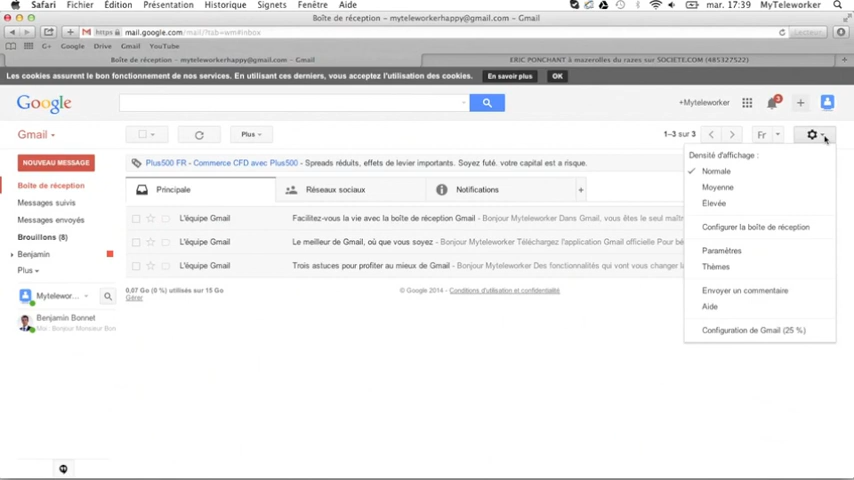 Safari Fichier Édition Présentation Historique Signets Fenêtre Aide mar. 17:39 MyTeleworker
Boîte de réception – myteleworkerhappy@gmail.com – Gmail
https mail.google.com/mail/?tab=wm#inbox Lecteur
G+ Google Drive Gmail YouTube
Boîte de réception – myteleworkerhappy@gmail.com – Gmail ERIC PONCHANT à mazerolles du razes sur SOCIETE.COM (485327522)
Les cookies assurent le bon fonctionnement de nos services. En utilisant ces derniers, vous acceptez l'utilisation des cookies. En savoir plus OK
Google +Myteleworker 3
Gmail Plus 1–3 sur 3 Fr
NOUVEAU MESSAGE
Plus500 FR - Commerce CFD avec Plus500 - Spreads réduits, effets de levier importants. Soyez futé. votre capital est a risque.
Boîte de réception
Messages suivis
Messages envoyés
Brouillons (8)
Benjamin
Plus
Principale Réseaux sociaux Notifications +
L'équipe Gmail Facilitez-vous la vie avec la boîte de réception Gmail - Bonjour Myteleworker Dans Gmail, vous êtes le seul maîtr
L'équipe Gmail Le meilleur de Gmail, où que vous soyez - Bonjour Myteleworker Téléchargez l'application Gmail officielle Pour bé
L'équipe Gmail Trois astuces pour profiter au mieux de Gmail - Bonjour Myteleworker Des fonctionnalités qui vont vous changer l
0,07 Go (0 %) utilisés sur 15 Go
Gérer
© Google 2014 - Conditions d'utilisation et confidentialité
Mytelewor...
Benjamin Bonnet
Moi : Bonjour Monsieur Bon
Densité d'affichage :
Normale
Moyenne
Élevée
Configurer la boîte de réception
Paramètres
Thèmes
Envoyer un commentaire
Aide
Configuration de Gmail (25 %)